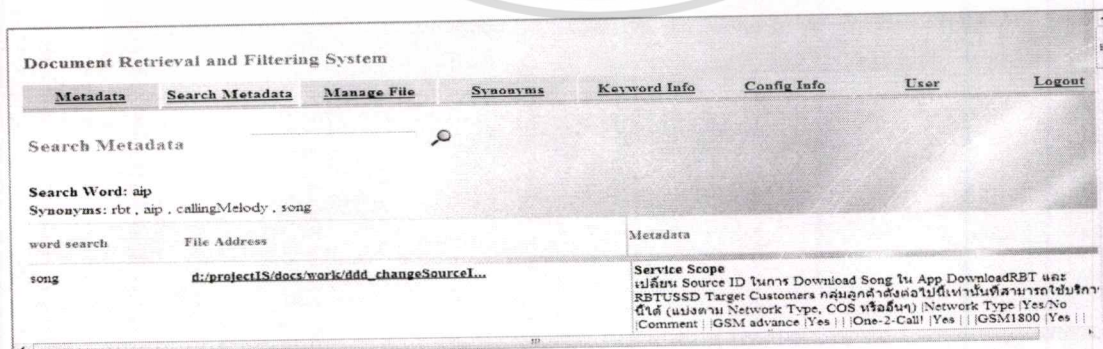 Document Retrieval and Filtering System
Metadata Search Metadata Manage File Synonyms Keyword Info Config Info User Logout
Search Metadata
Search Word: aip
Synonyms: rbt , aip , callingMelody , song
word search File Address Metadata
song d:/projectIS/docs/work/ddd_changeSourceI... Service Scope
เปลี่ยน Source ID ในการ Download Song ใน App DownloadRBT และ
RBTUSSD Target Customers กลุ่มลูกค้าดังต่อไปนี้เท่านั้นที่สามารถใช้บริกา
นี้ได้ (แบ่งตาม Network Type, COS หรืออื่นๆ) |Network Type |Yes/No
|Comment | |GSM advance |Yes | | |One-2-Call! |Yes | | |GSM1800 |Yes | |